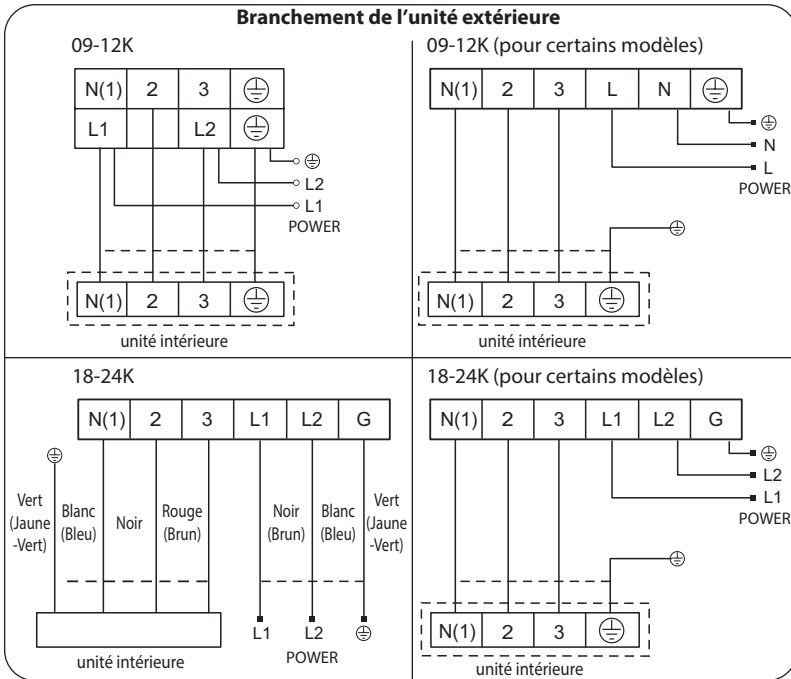 Branchement de l'unité extérieure
09-12K
N(1) 2 3
L1 L2
L2
L1
POWER
N(1) 2 3
unité intérieure
09-12K (pour certains modèles)
N(1) 2 3 L N
N
L
POWER
N(1) 2 3
unité intérieure
18-24K
N(1) 2 3 L1 L2 G
Vert
(Jaune
-Vert)
Blanc
(Bleu)
Noir
Rouge
(Brun)
Noir
(Brun)
Blanc
(Bleu)
Vert
(Jaune
-Vert)
L1 L2
POWER
unité intérieure
18-24K (pour certains modèles)
N(1) 2 3 L1 L2 G
L2
L1
POWER
N(1) 2 3
unité intérieure